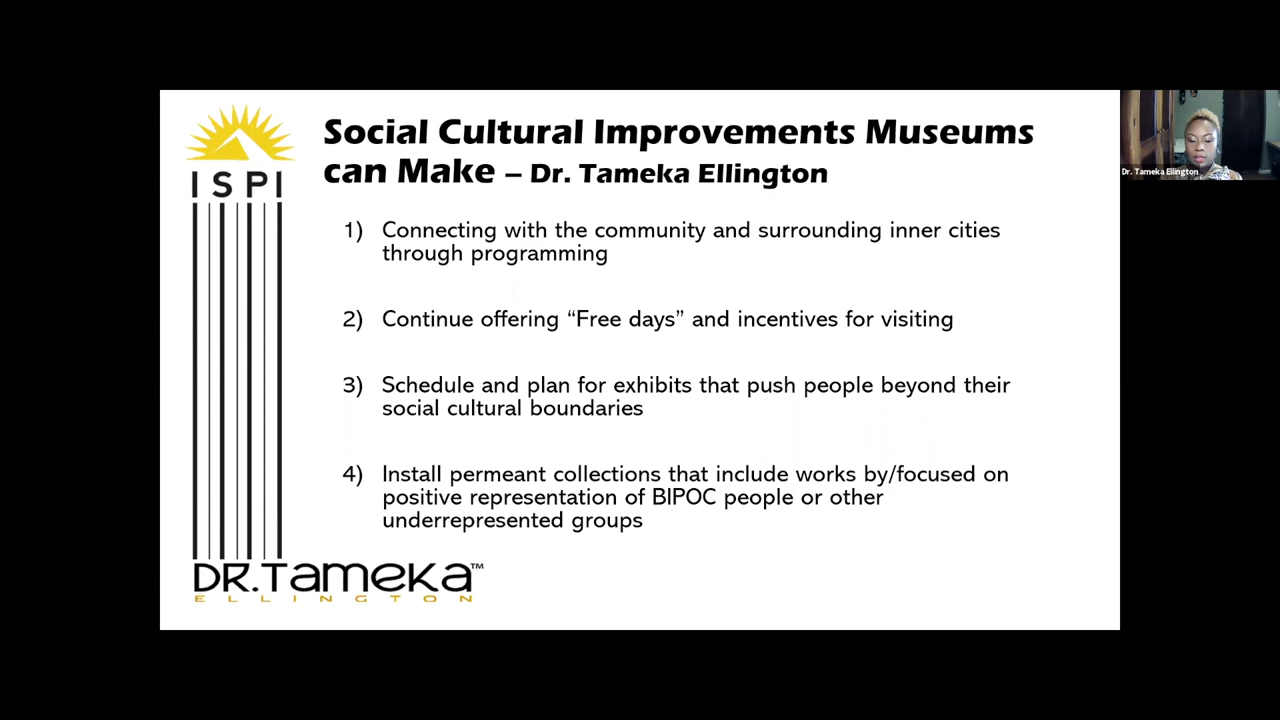 Social Cultural Improvements Museums
can Make – Dr. Tameka Ellington
ISPI
1) Connecting with the community and surrounding inner cities
through programming
2) Continue offering “Free days” and incentives for visiting
3) Schedule and plan for exhibits that push people beyond their
social cultural boundaries
4) Install permeant collections that include works by/focused on
positive representation of BIPOC people or other
underrepresented groups
DR.TAMEKA™
ELLINGTON
Dr. Tameka Ellington